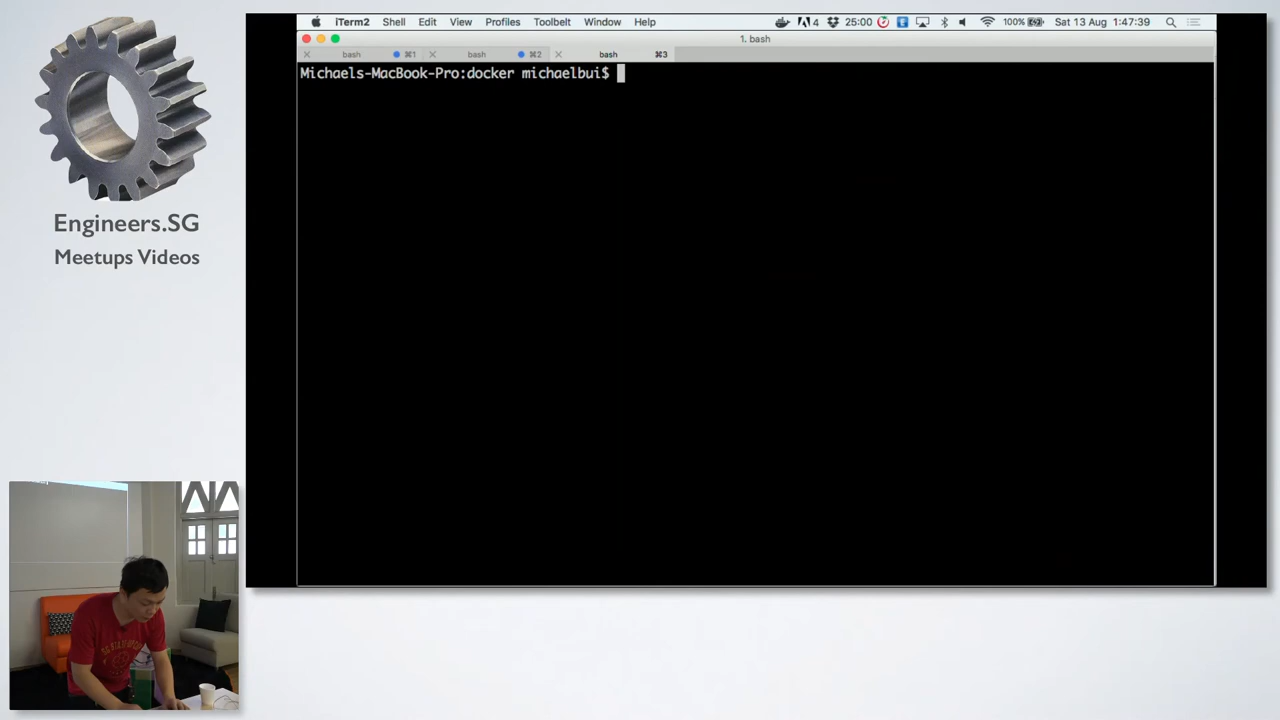 Engineers.SG
Meetups Videos
iTerm2 Shell Edit View Profiles Toolbelt Window Help
4 25:00 100% Sat 13 Aug 1:47:39
1. bash
bash ⌘1 bash ⌘2 bash ⌘3
Michaels-MacBook-Pro:docker michaelbui$